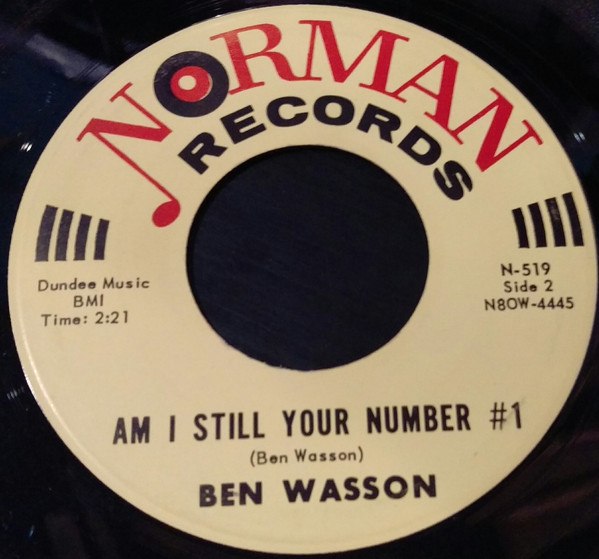 NORMAN
RECORDS
Dundee Music
BMI
Time: 2:21
N-519
Side 2
N8OW-4445
AM I STILL YOUR NUMBER #1
(Ben Wasson)
BEN WASSON